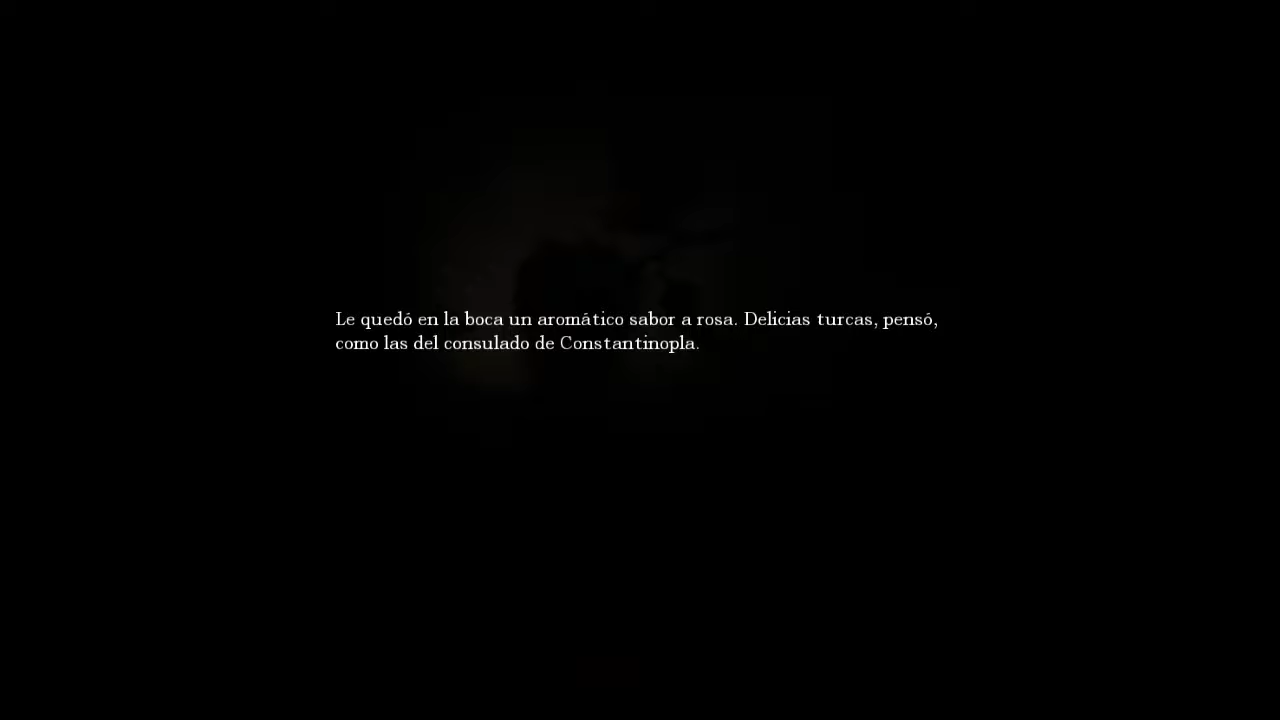 Le quedó en la boca un aromático sabor a rosa. Delicias turcas, pensó,
como las del consulado de Constantinopla.